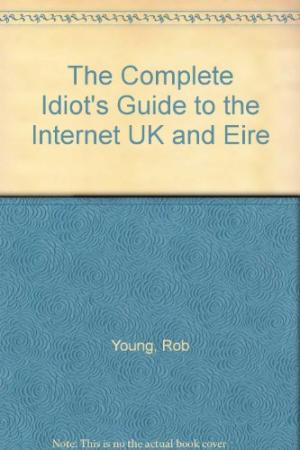 The Complete
Idiot's Guide to the
Internet UK and Eire
Young, Rob
Note: This is no the actual book cover